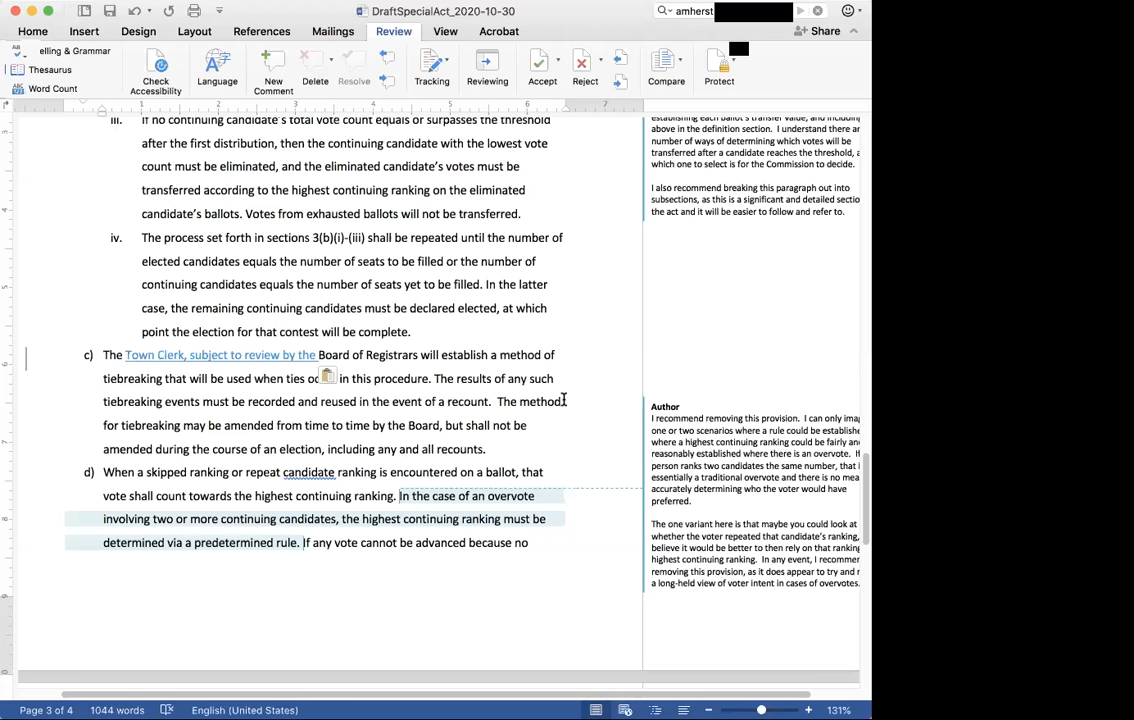 DraftSpecialAct_2020-10-30
amherst
Home Insert Design Layout References Mailings Review View Acrobat
Share
elling & Grammar
Thesaurus
Word Count
Check Accessibility
Language
New Comment
Delete
Resolve
Tracking
Reviewing
Accept
Reject
Compare
Protect
1 2 3 4 5 6 7
iii. If no continuing candidate's total vote count equals or surpasses the threshold
after the first distribution, then the continuing candidate with the lowest vote
count must be eliminated, and the eliminated candidate's votes must be
transferred according to the highest continuing ranking on the eliminated
candidate's ballots. Votes from exhausted ballots will not be transferred.
iv. The process set forth in sections 3(b)(i)-(iii) shall be repeated until the number of
elected candidates equals the number of seats to be filled or the number of
continuing candidates equals the number of seats yet to be filled. In the latter
case, the remaining continuing candidates must be declared elected, at which
point the election for that contest will be complete.
c) The Town Clerk, subject to review by the Board of Registrars will establish a method of
tiebreaking that will be used when ties oc in this procedure. The results of any such
tiebreaking events must be recorded and reused in the event of a recount. The method
for tiebreaking may be amended from time to time by the Board, but shall not be
amended during the course of an election, including any and all recounts.
d) When a skipped ranking or repeat candidate ranking is encountered on a ballot, that
vote shall count towards the highest continuing ranking. In the case of an overvote
involving two or more continuing candidates, the highest continuing ranking must be
determined via a predetermined rule. If any vote cannot be advanced because no
establishing each ballot's transfer value, and including
above in the definition section. I understand there ar
number of ways of determining which votes will be
transferred after a candidate reaches the threshold, a
which one to select is for the Commission to decide.
I also recommend breaking this paragraph out into
subsections, as this is a significant and detailed sectio
the act and it will be easier to follow and refer to.
Author
I recommend removing this provision. I can only imag
one or two scenarios where a rule could be establishe
where a highest continuing ranking could be fairly and
reasonably established where there is an overvote. If
person ranks two candidates the same number, that i
essentially a traditional overvote and there is no mea
accurately determining who the voter would have
preferred.
The one variant here is that maybe you could look at
whether the voter repeated that candidate's ranking,
believe it would be better to then rely on that ranking
highest continuing ranking. In any event, I recommer
removing this provision, as it does appear to try and r
a long-held view of voter intent in cases of overvotes.
Page 3 of 4 1044 words English (United States) 131%